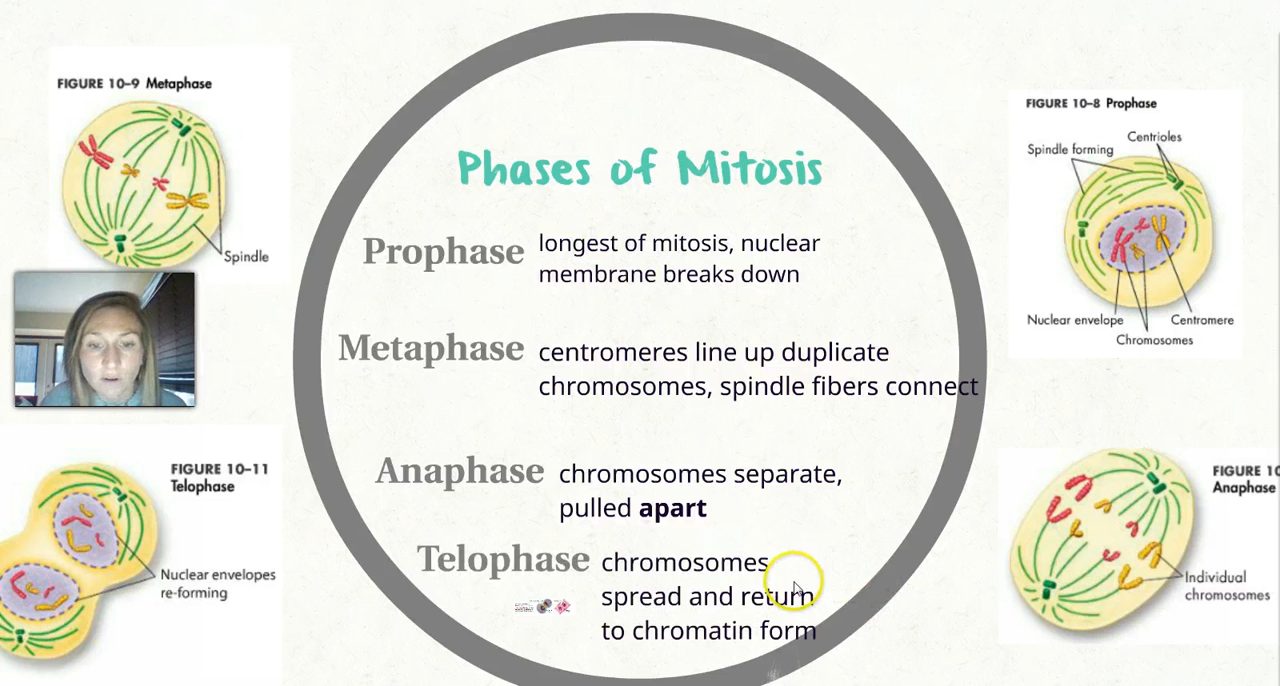 FIGURE 10–9 Metaphase
Spindle
FIGURE 10–8 Prophase
Centrioles
Spindle forming
Nuclear envelope
Centromere
Chromosomes
Phases of Mitosis
Prophase
longest of mitosis, nuclear
membrane breaks down
Metaphase
centromeres line up duplicate
chromosomes, spindle fibers connect
Anaphase
chromosomes separate,
pulled apart
Telophase
chromosomes
spread and return
to chromatin form
FIGURE 10–11
Telophase
Nuclear envelopes
re-forming
FIGURE 10
Anaphase
Individual
chromosomes